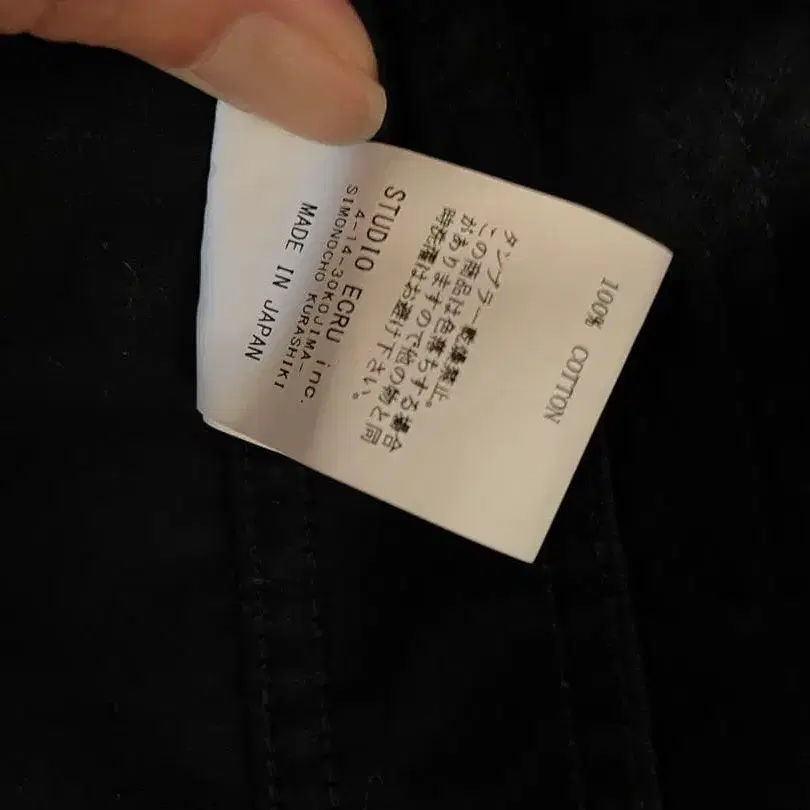 100% COTTON
タンブラー乾燥禁止。
この商品は色落ちする場合
がありますので他の物と同
時洗濯はお避け下さい。
STUDIO ECRU inc.
4-14-30KOJIMA-
SIMONOCHO KURASHIKI
MADE IN JAPAN